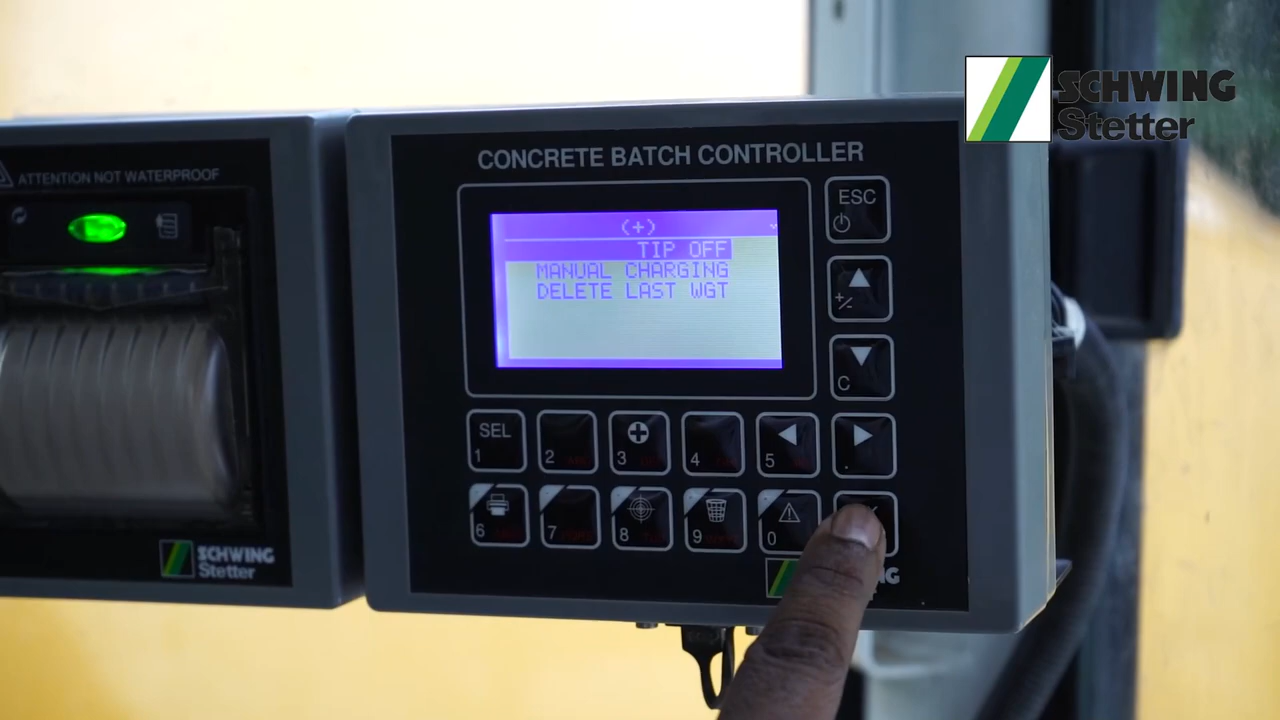 SCHWING
Stetter
CONCRETE BATCH CONTROLLER
ATTENTION NOT WATERPROOF
(+)
TIP OFF
MANUAL CHARGING
DELETE LAST WGT
ESC
+/-
C
SEL
1
2
3
4
5
.
6
7
8
9
0
SCHWING
Stetter
NG